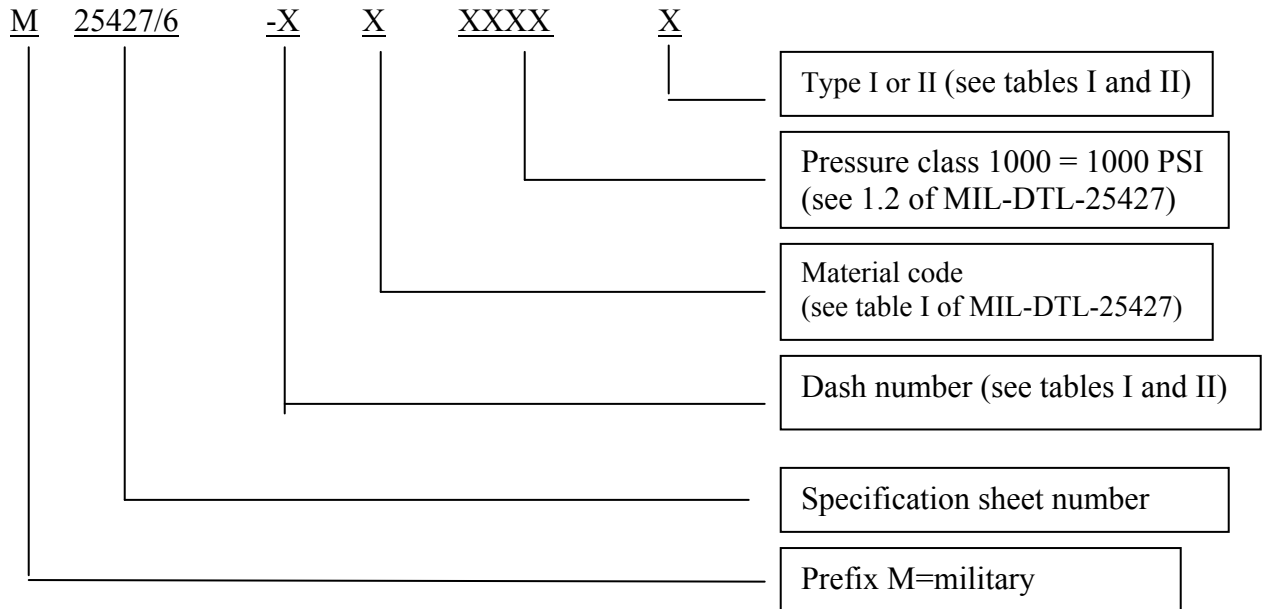 M 25427/6 -X X XXXX X
Type I or II (see tables I and II)
Pressure class 1000 = 1000 PSI
(see 1.2 of MIL-DTL-25427)
Material code
(see table I of MIL-DTL-25427)
Dash number (see tables I and II)
Specification sheet number
Prefix M=military